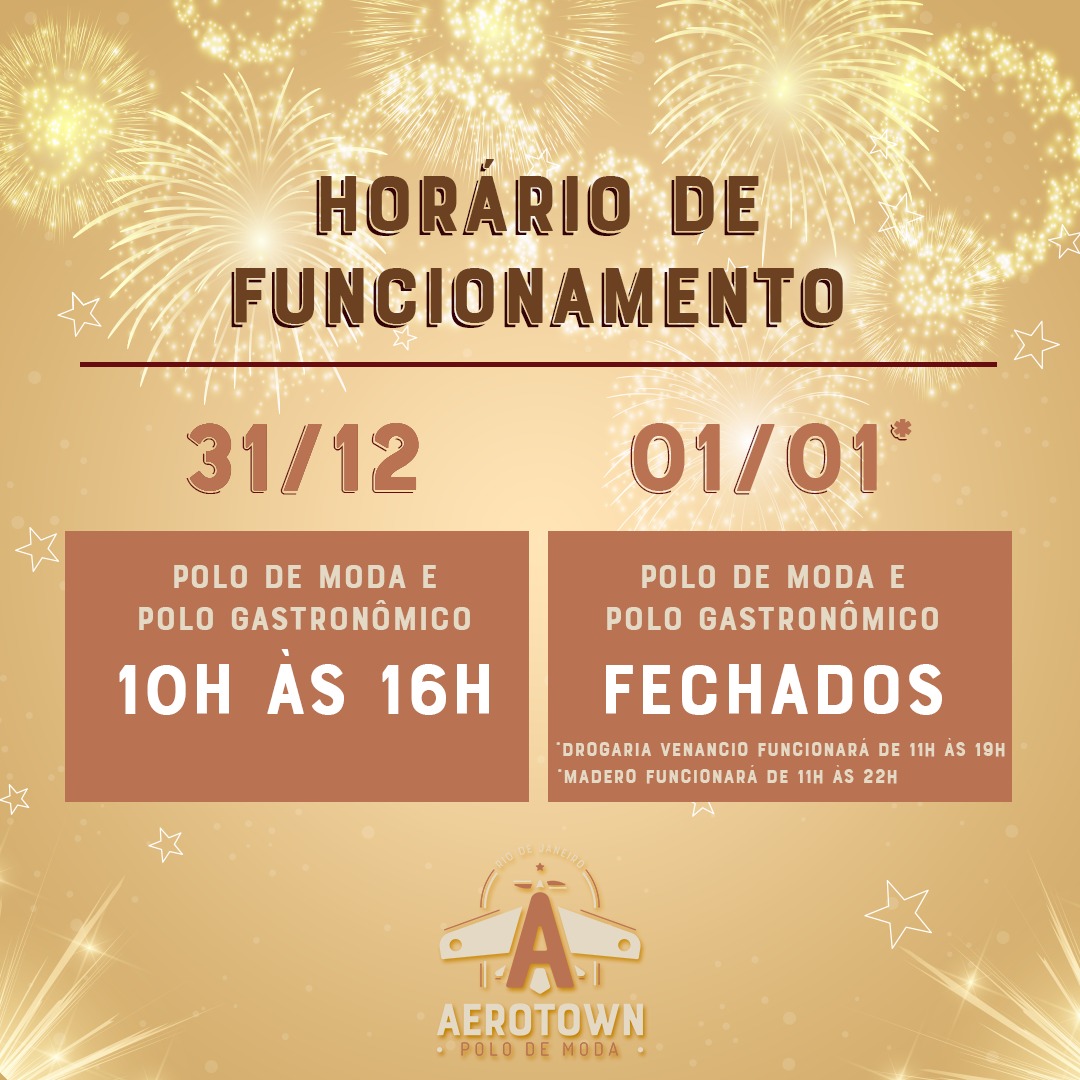 HORÁRIO DE
FUNCIONAMENTO
31/12
POLO DE MODA E
POLO GASTRONÔMICO
10H ÀS 16H
01/01*
POLO DE MODA E
POLO GASTRONÔMICO
FECHADOS
*DROGARIA VENANCIO FUNCIONARÁ DE 11H ÀS 19H
*MADERO FUNCIONARÁ DE 11H ÀS 22H
RIO DE JANEIRO
A
AEROTOWN
• POLO DE MODA •